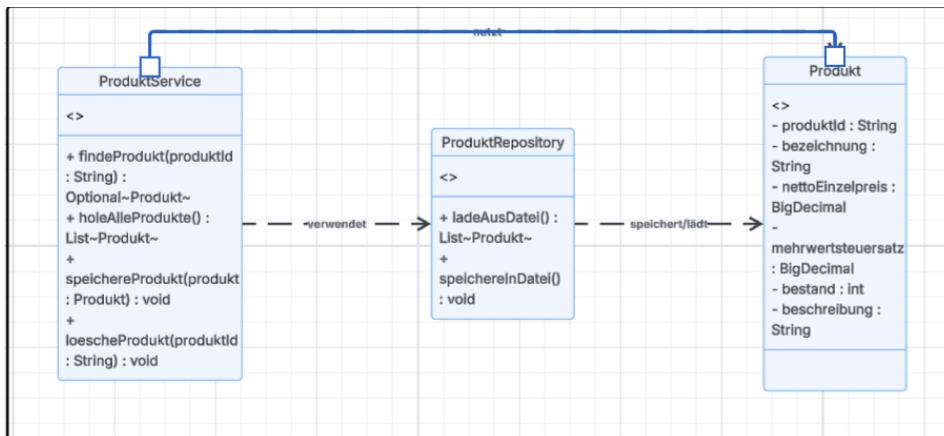 nutzt
ProduktService
<>
+ findeProdukt(produktId
: String) :
Optional~Produkt~
+ holeAlleProdukte() :
List~Produkt~
+
speichereProdukt(produkt
: Produkt) : void
+
loescheProdukt(produktId
: String) : void
verwendet
ProduktRepository
<>
+ ladeAusDatei() :
List~Produkt~
+
speichereInDatei()
: void
speichert/lädt
Produkt
<>
- produktId : String
- bezeichnung :
String
- nettoEinzelpreis :
BigDecimal
-
mehrwertsteuersatz
: BigDecimal
- bestand : int
- beschreibung :
String